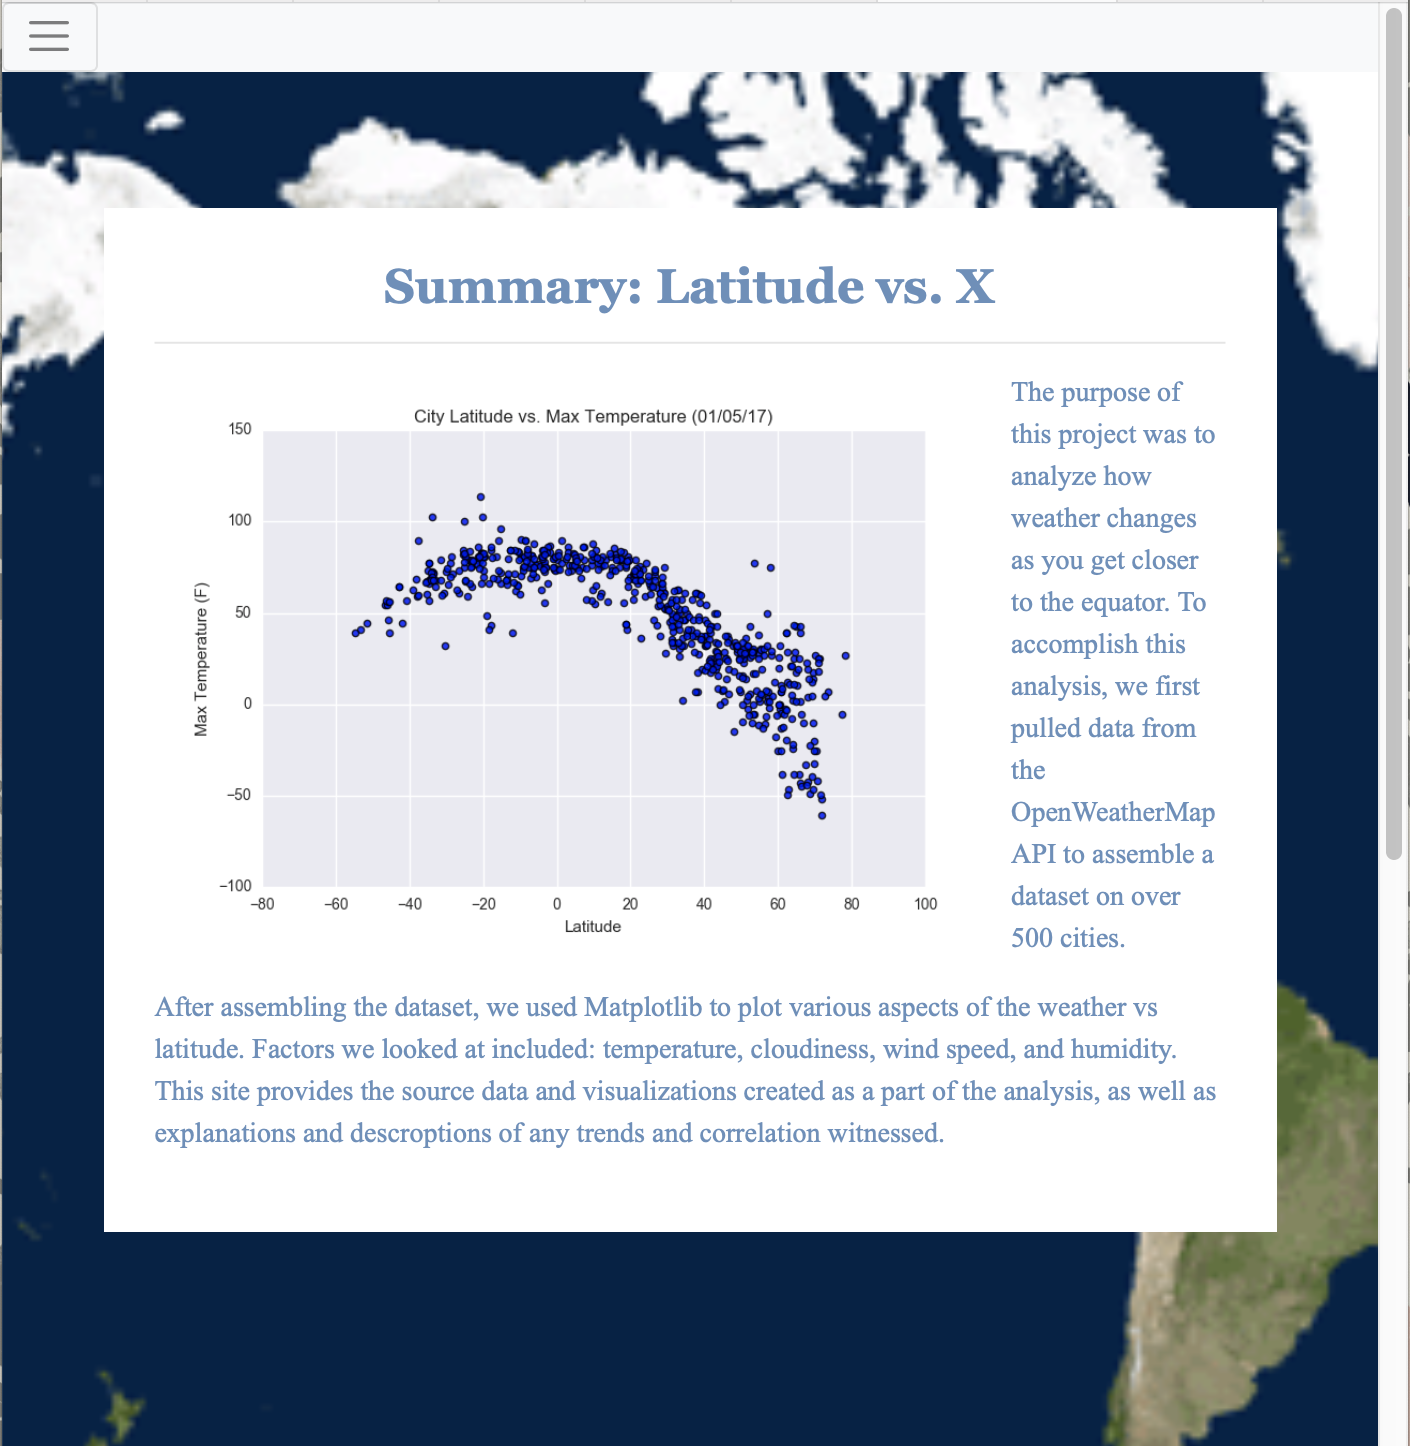 Summary: Latitude vs. X
City Latitude vs. Max Temperature (01/05/17)
150
100
50
0
−50
−100
Max Temperature (F)
−80 −60 −40 −20 0 20 40 60 80 100
Latitude
The purpose of
this project was to
analyze how
weather changes
as you get closer
to the equator. To
accomplish this
analysis, we first
pulled data from
the
OpenWeatherMap
API to assemble a
dataset on over
500 cities.
After assembling the dataset, we used Matplotlib to plot various aspects of the weather vs
latitude. Factors we looked at included: temperature, cloudiness, wind speed, and humidity.
This site provides the source data and visualizations created as a part of the analysis, as well as
explanations and descroptions of any trends and correlation witnessed.